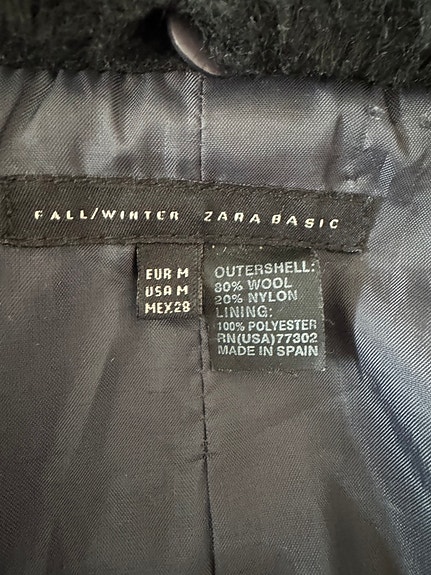 FALL/WINTER ZARA BASIC
EUR M
USA M
MEX28
OUTERSHELL:
80% WOOL
20% NYLON
LINING:
100% POLYESTER
RN(USA)77302
MADE IN SPAIN